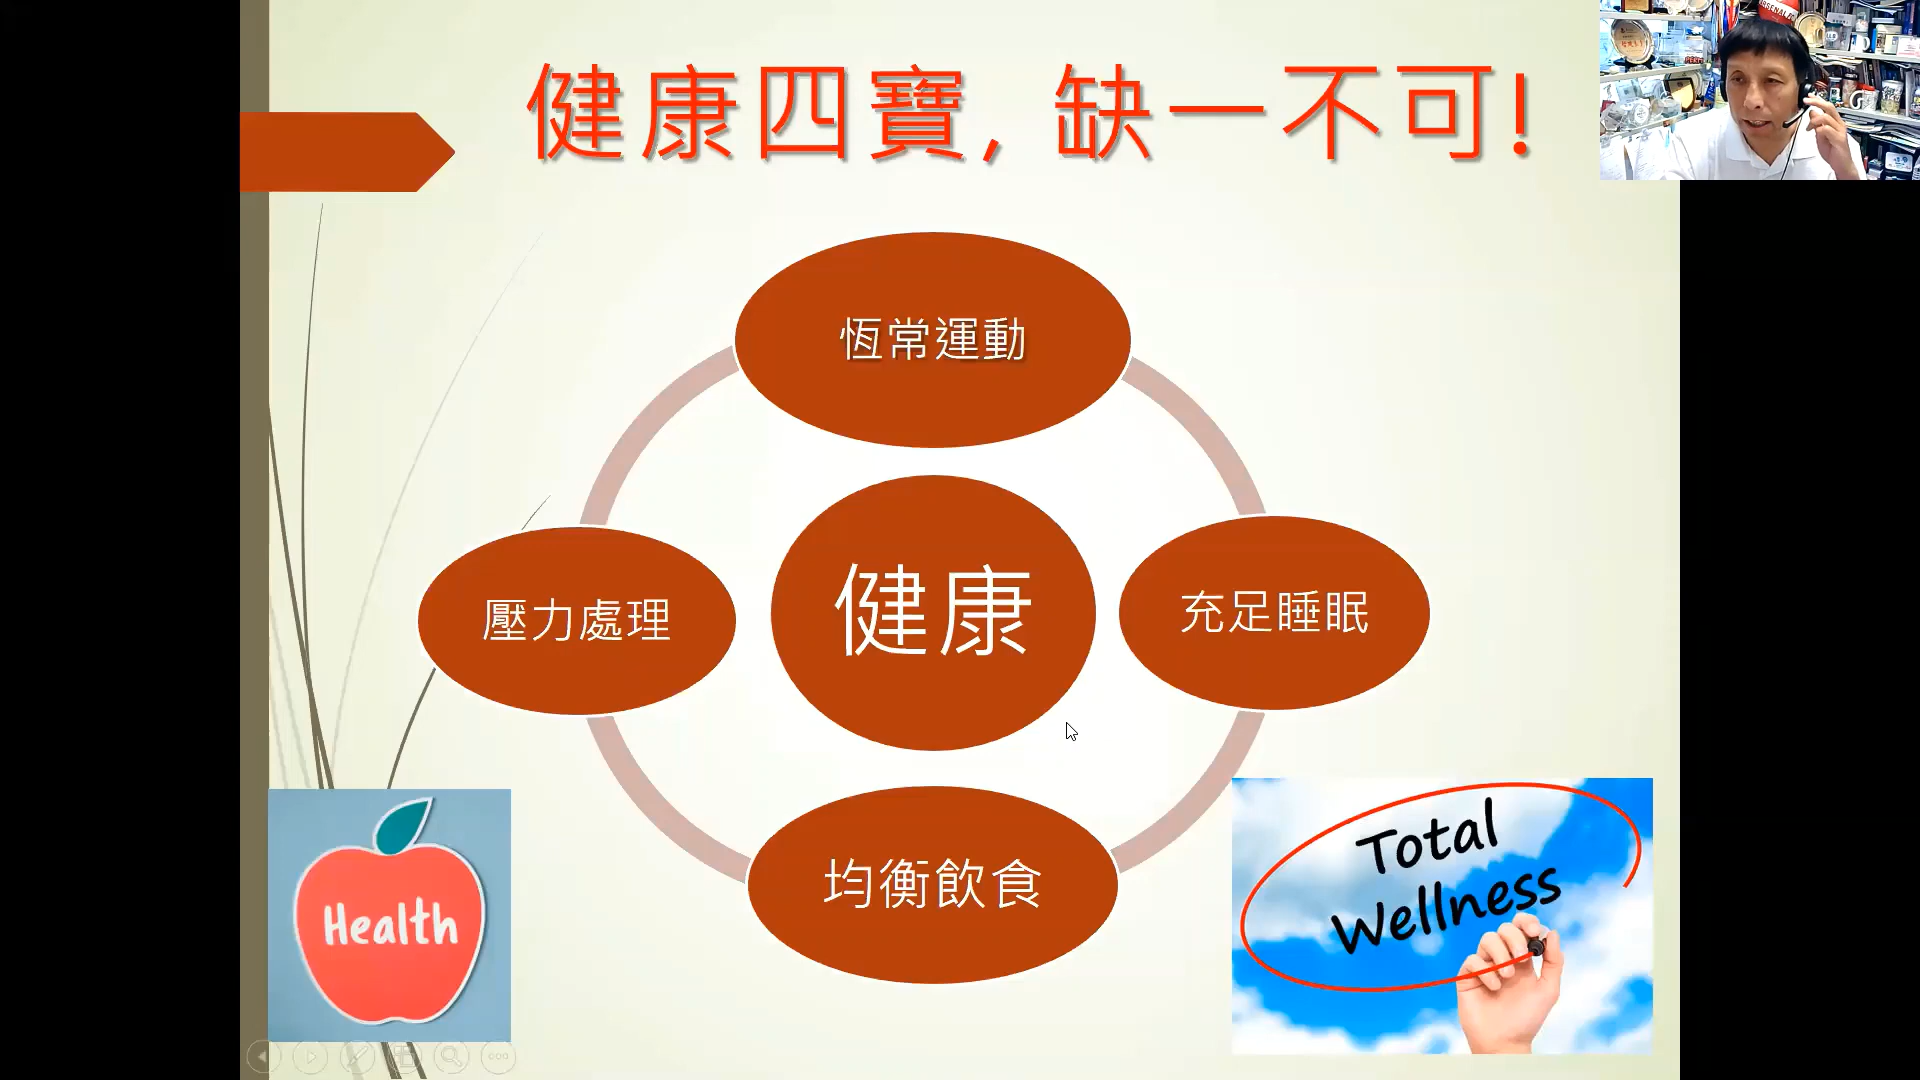 健康四寶, 缺一不可!
恆常運動
壓力處理
健康
充足睡眠
均衡飲食
Health
Total
Wellness
ARSENAL